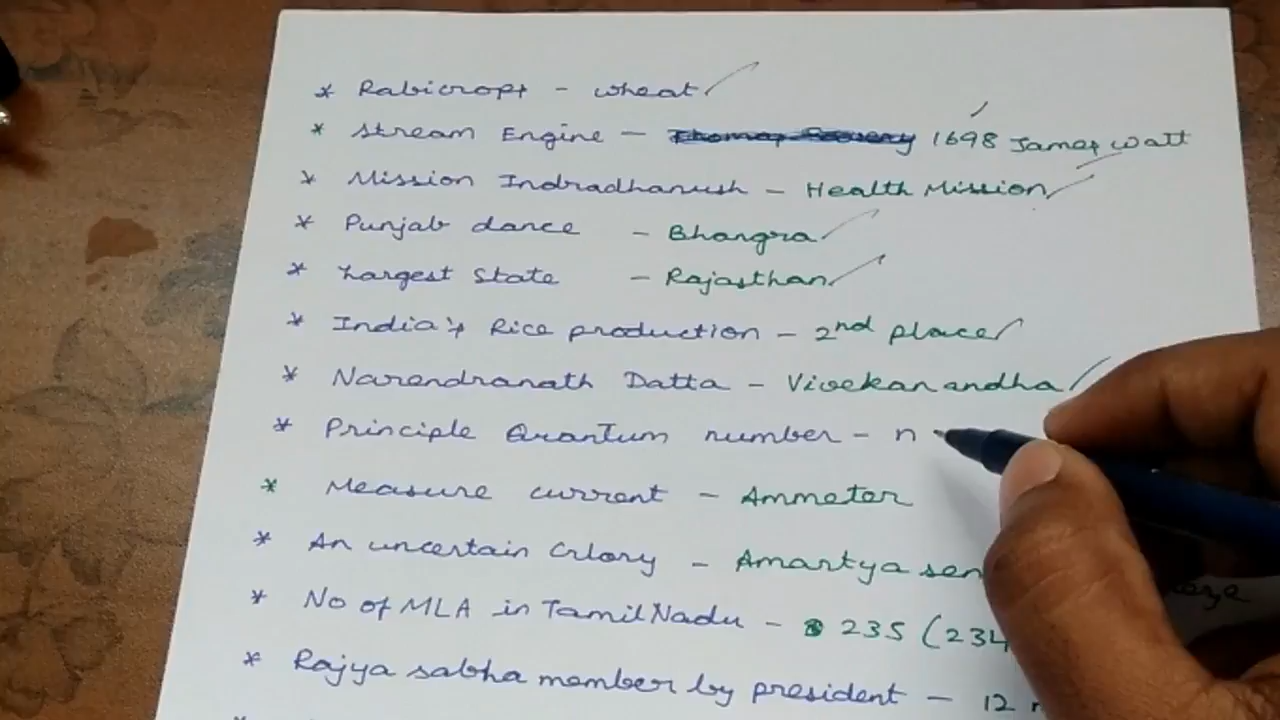 * Rabicrops - wheat
* Stream Engine - 1698 James watt
* Mission Indradhanush - Health Mission
* Punjab dance - Bhangra
* Largest State - Rajasthan
* India's Rice production - 2nd place
* Narendranath Datta - Vivekanandha
* Principle Quantum number - n
* Measure current - Ammeter
* An uncertain Glory - Amartya sen
* No of MLA in TamilNadu - 235 (234
* Rajya sabha member by president - 12